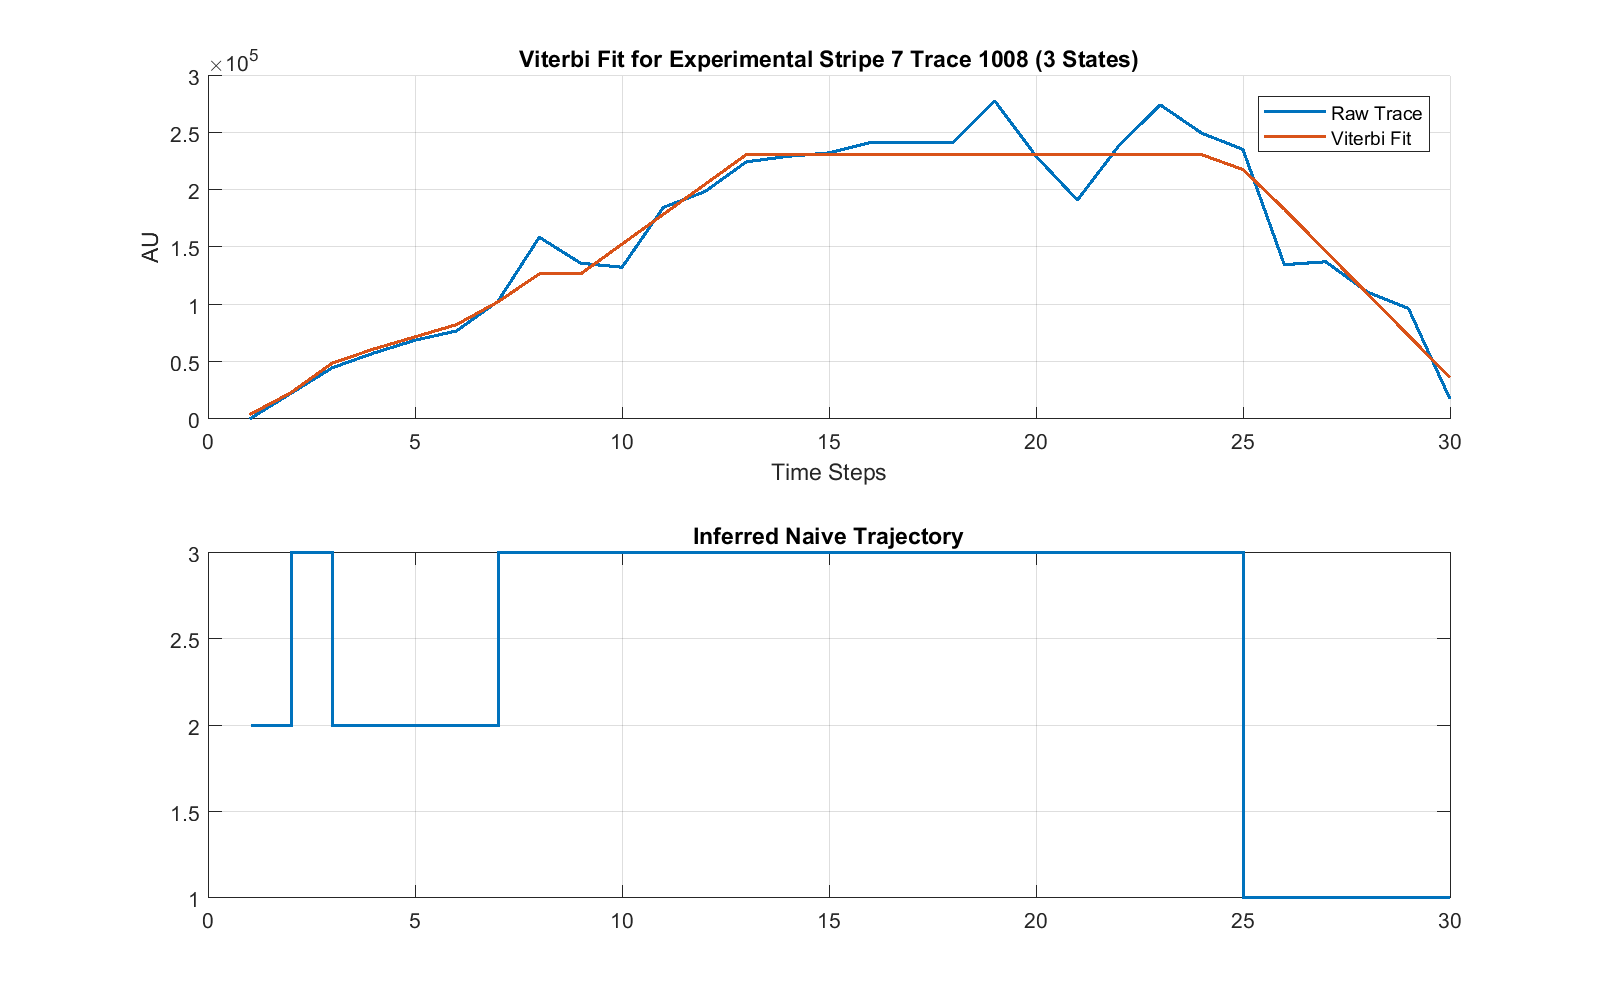 Viterbi Fit for Experimental Stripe 7 Trace 1008 (3 States)
×10^5
3
2.5
2
1.5
1
0.5
0
AU
Raw Trace
Viterbi Fit
0 5 10 15 20 25 30
Time Steps
Inferred Naive Trajectory
3
2.5
2
1.5
1
0 5 10 15 20 25 30